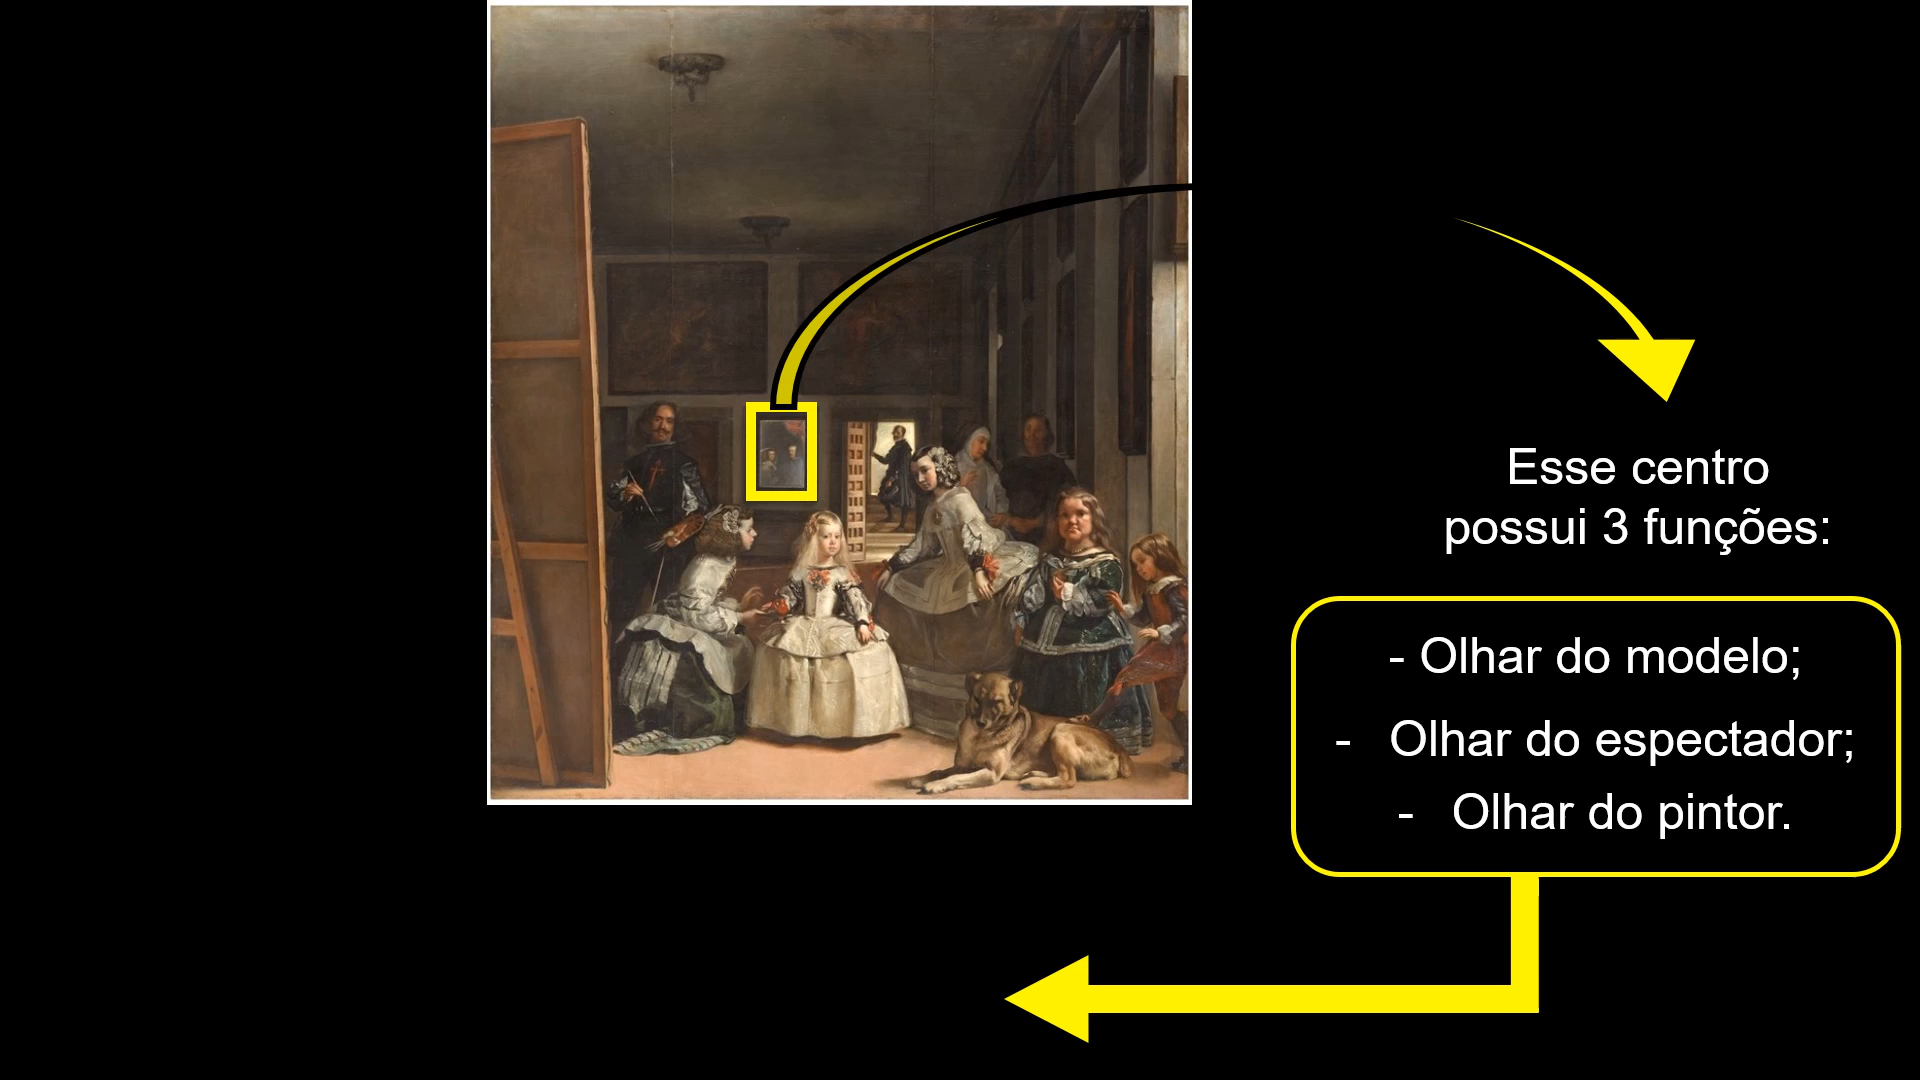 Esse centro
possui 3 funções:
- Olhar do modelo;
- Olhar do espectador;
- Olhar do pintor.